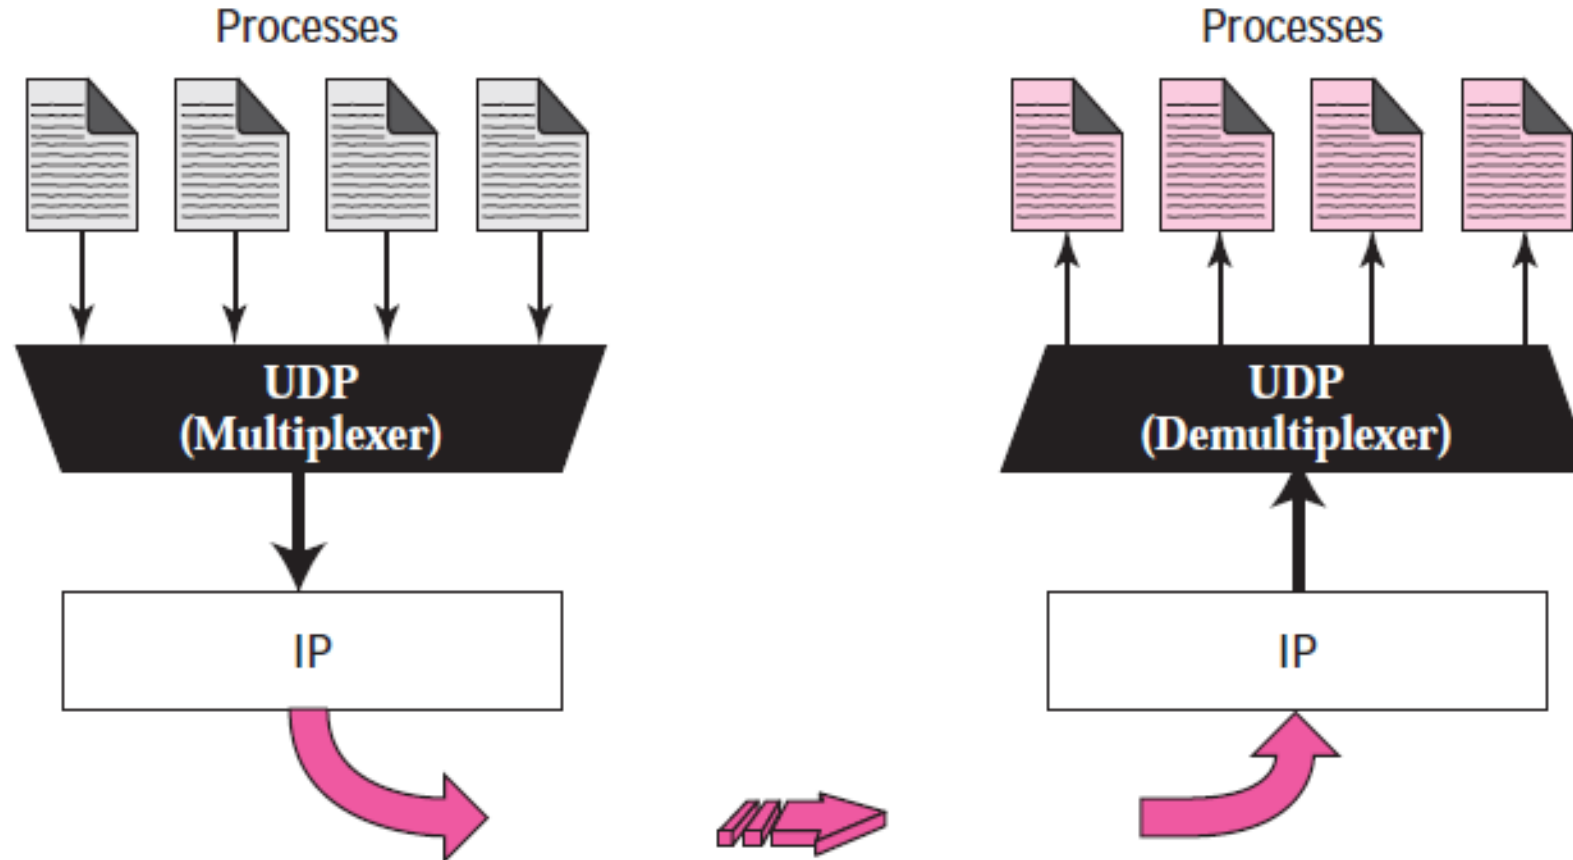 Processes
Processes
UDP
(Multiplexer)
UDP
(Demultiplexer)
IP
IP